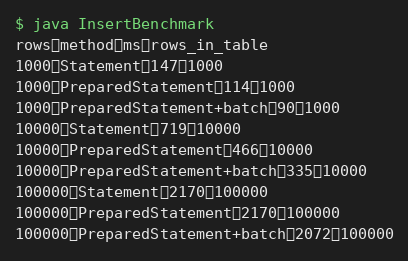 $ java InsertBenchmark
rows	method	ms	rows_in_table
1000	Statement	147	1000
1000	PreparedStatement	114	1000
1000	PreparedStatement+batch	90	1000
10000	Statement	719	10000
10000	PreparedStatement	466	10000
10000	PreparedStatement+batch	335	10000
100000	Statement	2170	100000
100000	PreparedStatement	2170	100000
100000	PreparedStatement+batch	2072	100000